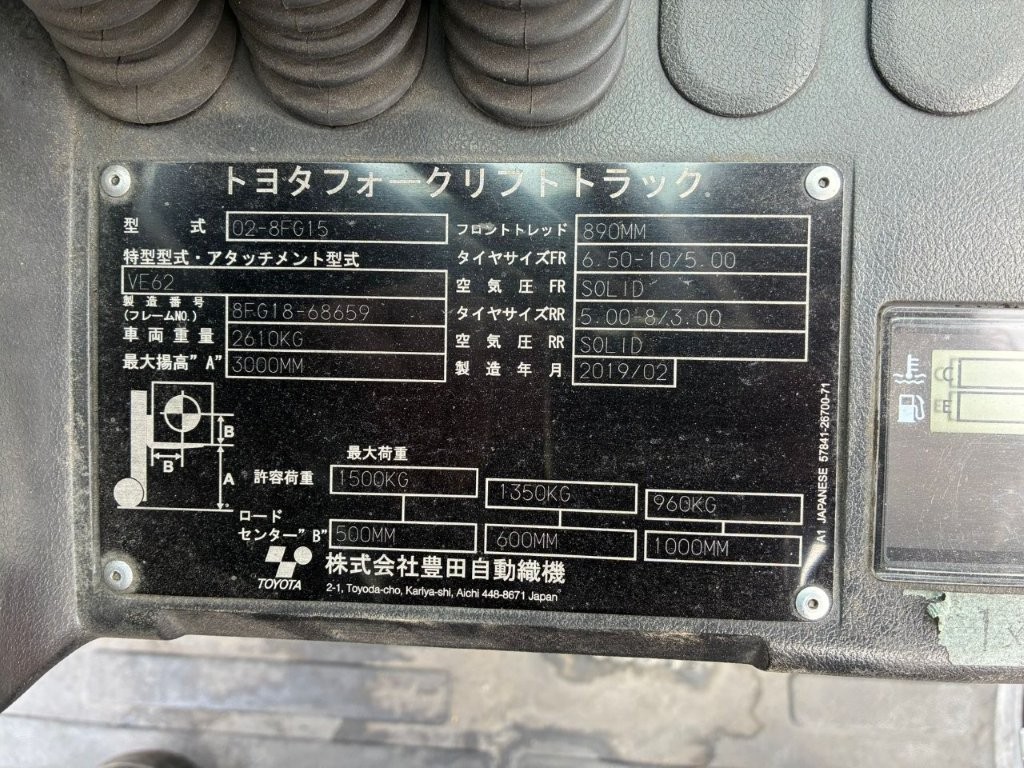 トヨタフォークリフトトラック
型 式 02-8FG15
特型型式・アタッチメント型式
VE62
製造番号
(フレームNO.) 8FG18-68659
車両重量 2610KG
最大揚高"A" 3000MM
フロントトレッド 890MM
タイヤサイズFR 6.50-10/5.00
空気圧 FR SOLID
タイヤサイズRR 5.00-8/3.00
空気圧 RR SOLID
製造年月 2019/02
B
B
A
最大荷重
許容荷重 1500KG 1350KG 960KG
ロード
センター"B" 500MM 600MM 1000MM
TOYOTA 株式会社豊田自動織機
2-1, Toyoda-cho, Kariya-shi, Aichi 448-8671 Japan
A1 JAPANESE 57841-26700-71
C
E